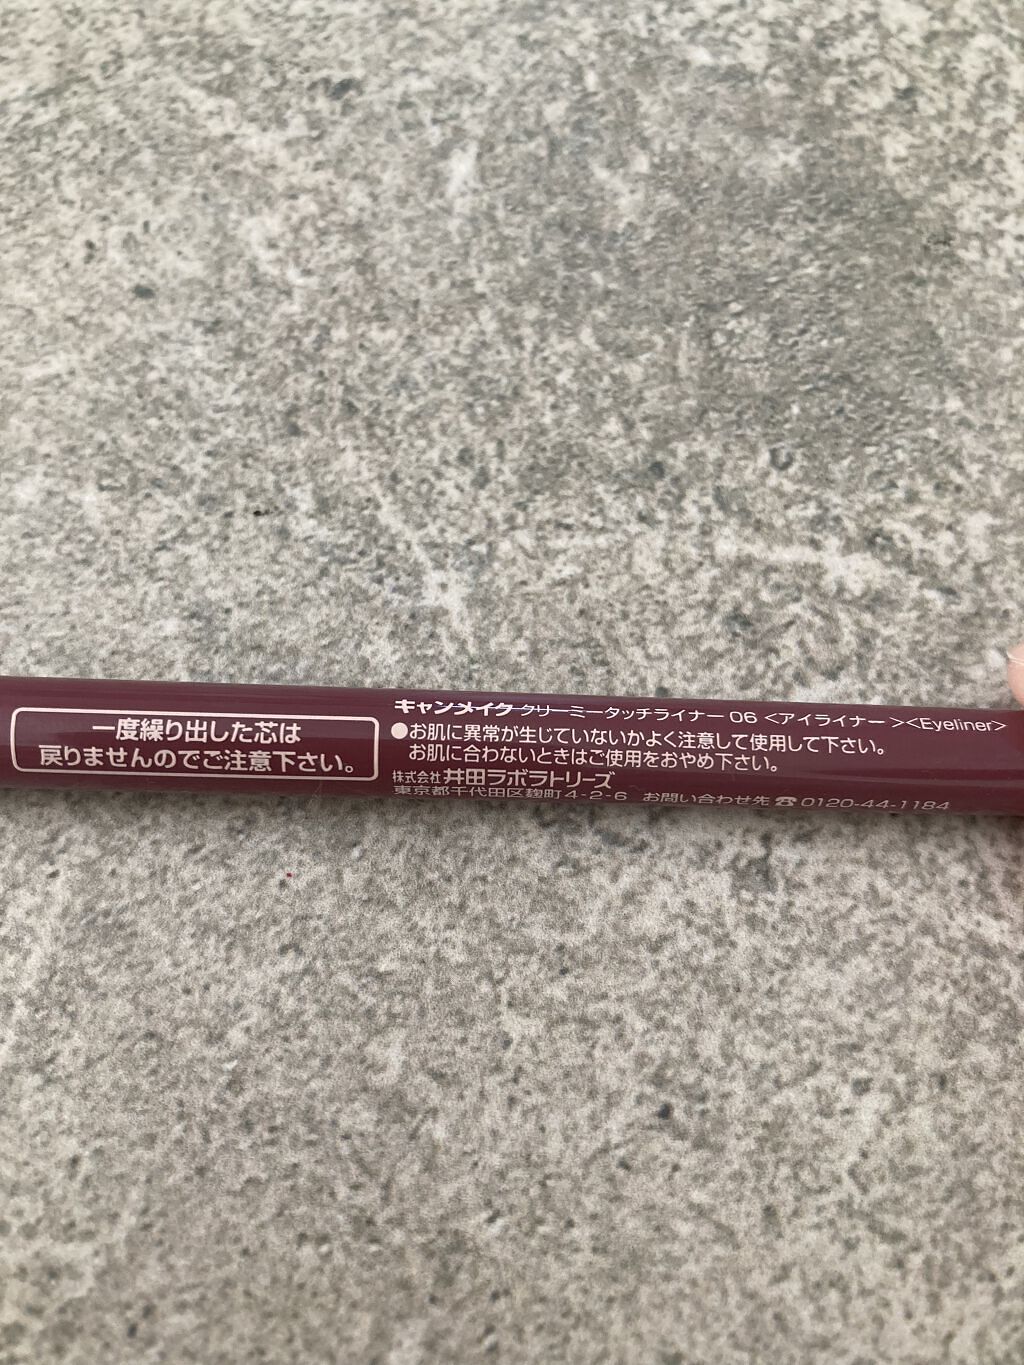 一度繰り出した芯は
戻りませんのでご注意下さい。
キャンメイク クリーミータッチライナー 06 <アイライナー><Eyeliner>
●お肌に異常が生じていないかよく注意して使用して下さい。
お肌に合わないときはご使用をおやめ下さい。
株式会社 井田ラボラトリーズ
東京都千代田区麹町4-2-6 お問い合わせ先 ☎0120-44-1184